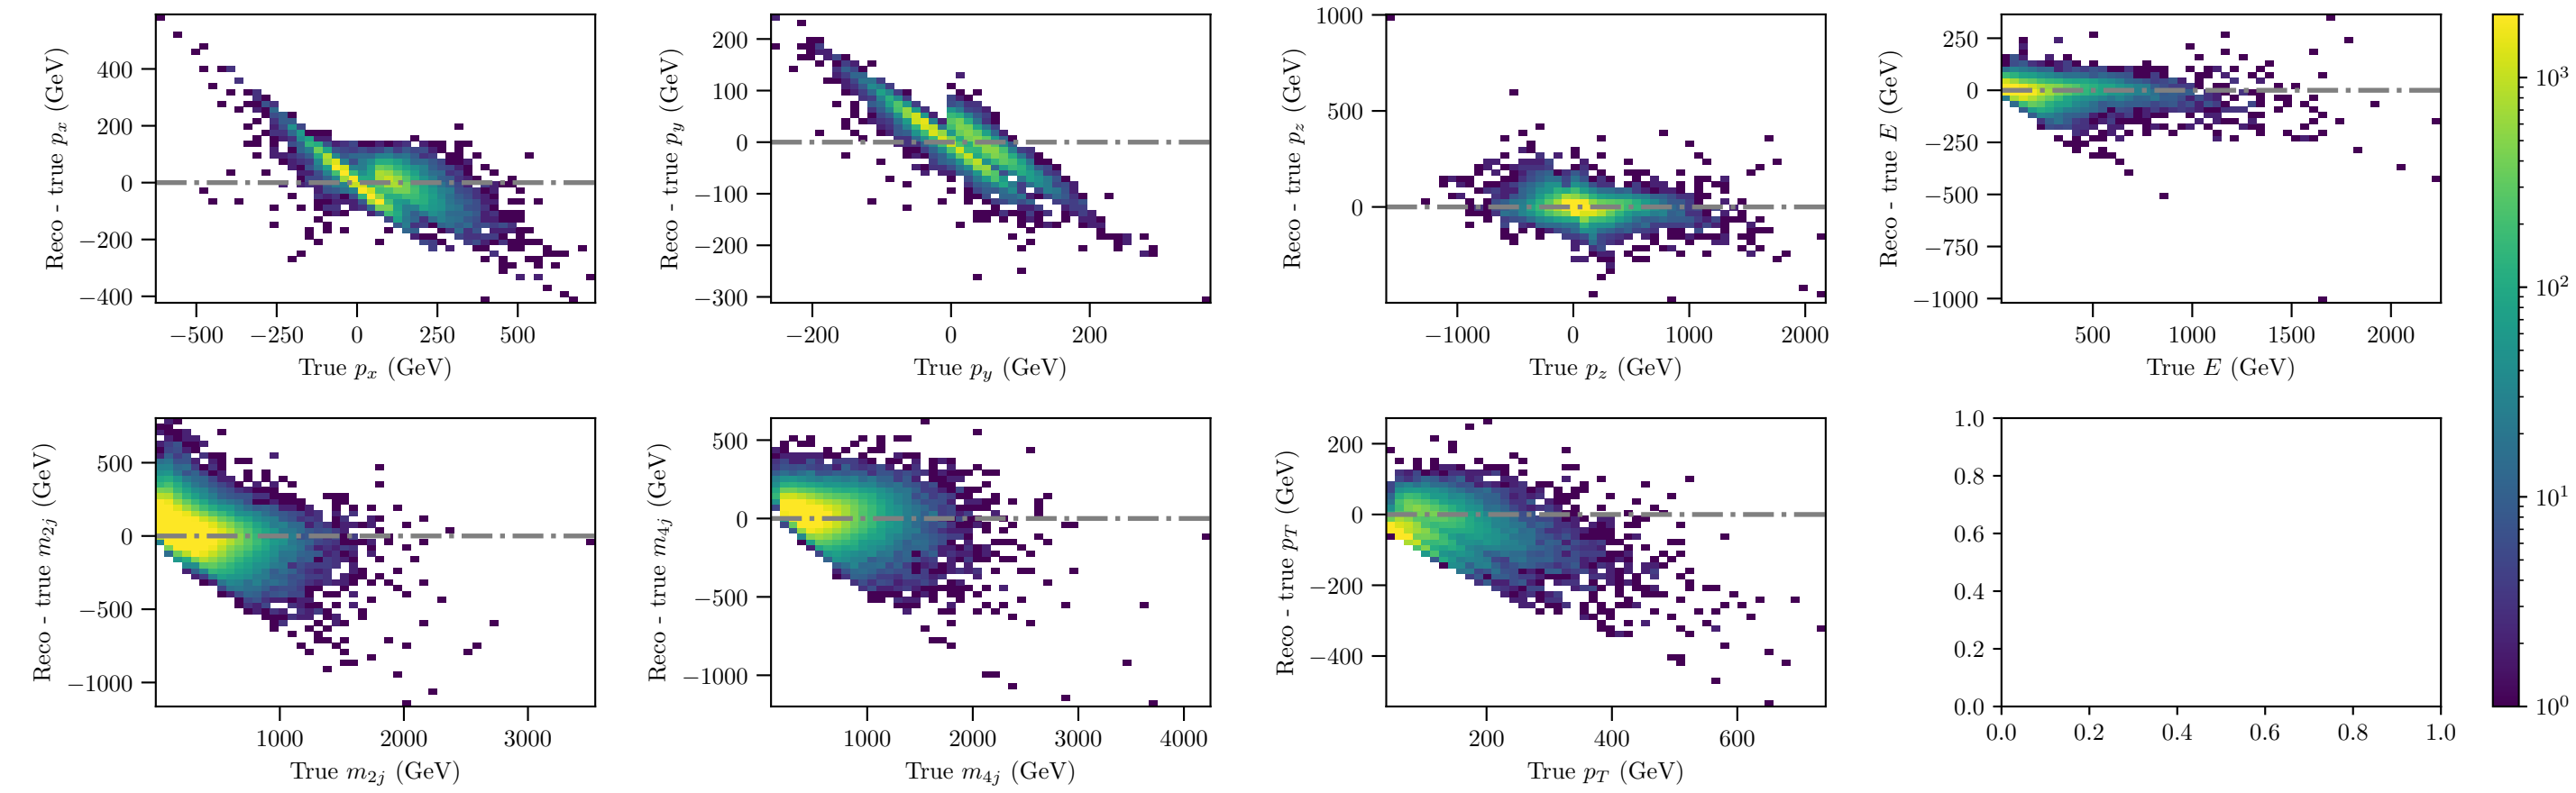 Reco - true p_x (GeV)
400
200
0
−200
−400
−500 −250 0 250 500
True p_x (GeV)
Reco - true p_y (GeV)
200
100
0
−100
−200
−300
−200 0 200
True p_y (GeV)
Reco - true p_z (GeV)
1000
500
0
−1000 0 1000 2000
True p_z (GeV)
Reco - true E (GeV)
250
0
−250
−500
−750
−1000
500 1000 1500 2000
True E (GeV)
10^3
10^2
10^1
10^0
Reco - true m_{2j} (GeV)
500
0
−500
−1000
1000 2000 3000
True m_{2j} (GeV)
Reco - true m_{4j} (GeV)
500
0
−500
−1000
1000 2000 3000 4000
True m_{4j} (GeV)
Reco - true p_T (GeV)
200
0
−200
−400
200 400 600
True p_T (GeV)
1.0
0.8
0.6
0.4
0.2
0.0
0.0 0.2 0.4 0.6 0.8 1.0